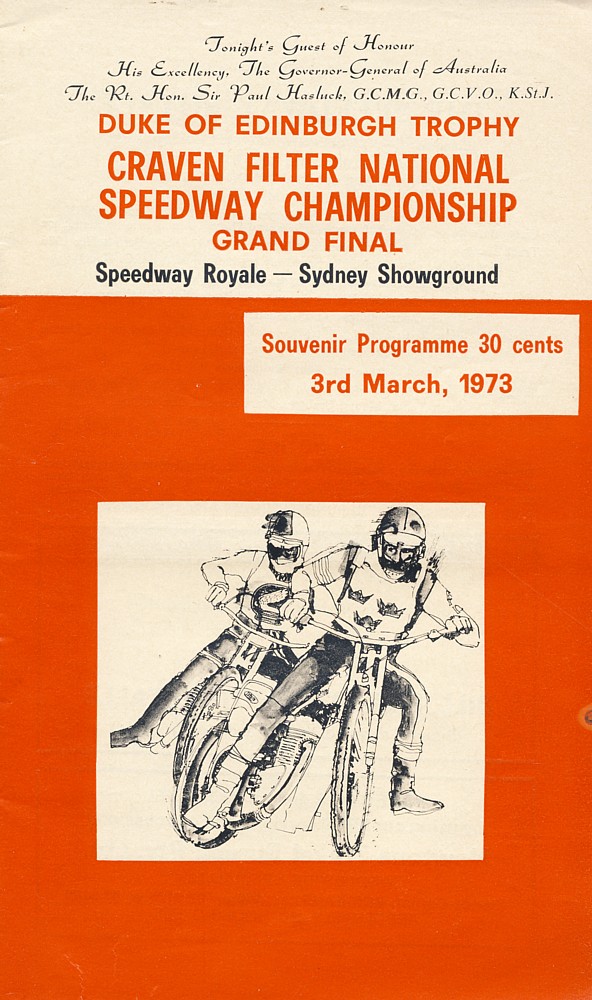 Tonight's Guest of Honour
His Excellency, The Governor-General of Australia
The Rt. Hon. Sir Paul Hasluck, G.C.M.G., G.C.V.O., K.St.J.
DUKE OF EDINBURGH TROPHY
CRAVEN FILTER NATIONAL
SPEEDWAY CHAMPIONSHIP
GRAND FINAL
Speedway Royale — Sydney Showground
Souvenir Programme 30 cents
3rd March, 1973